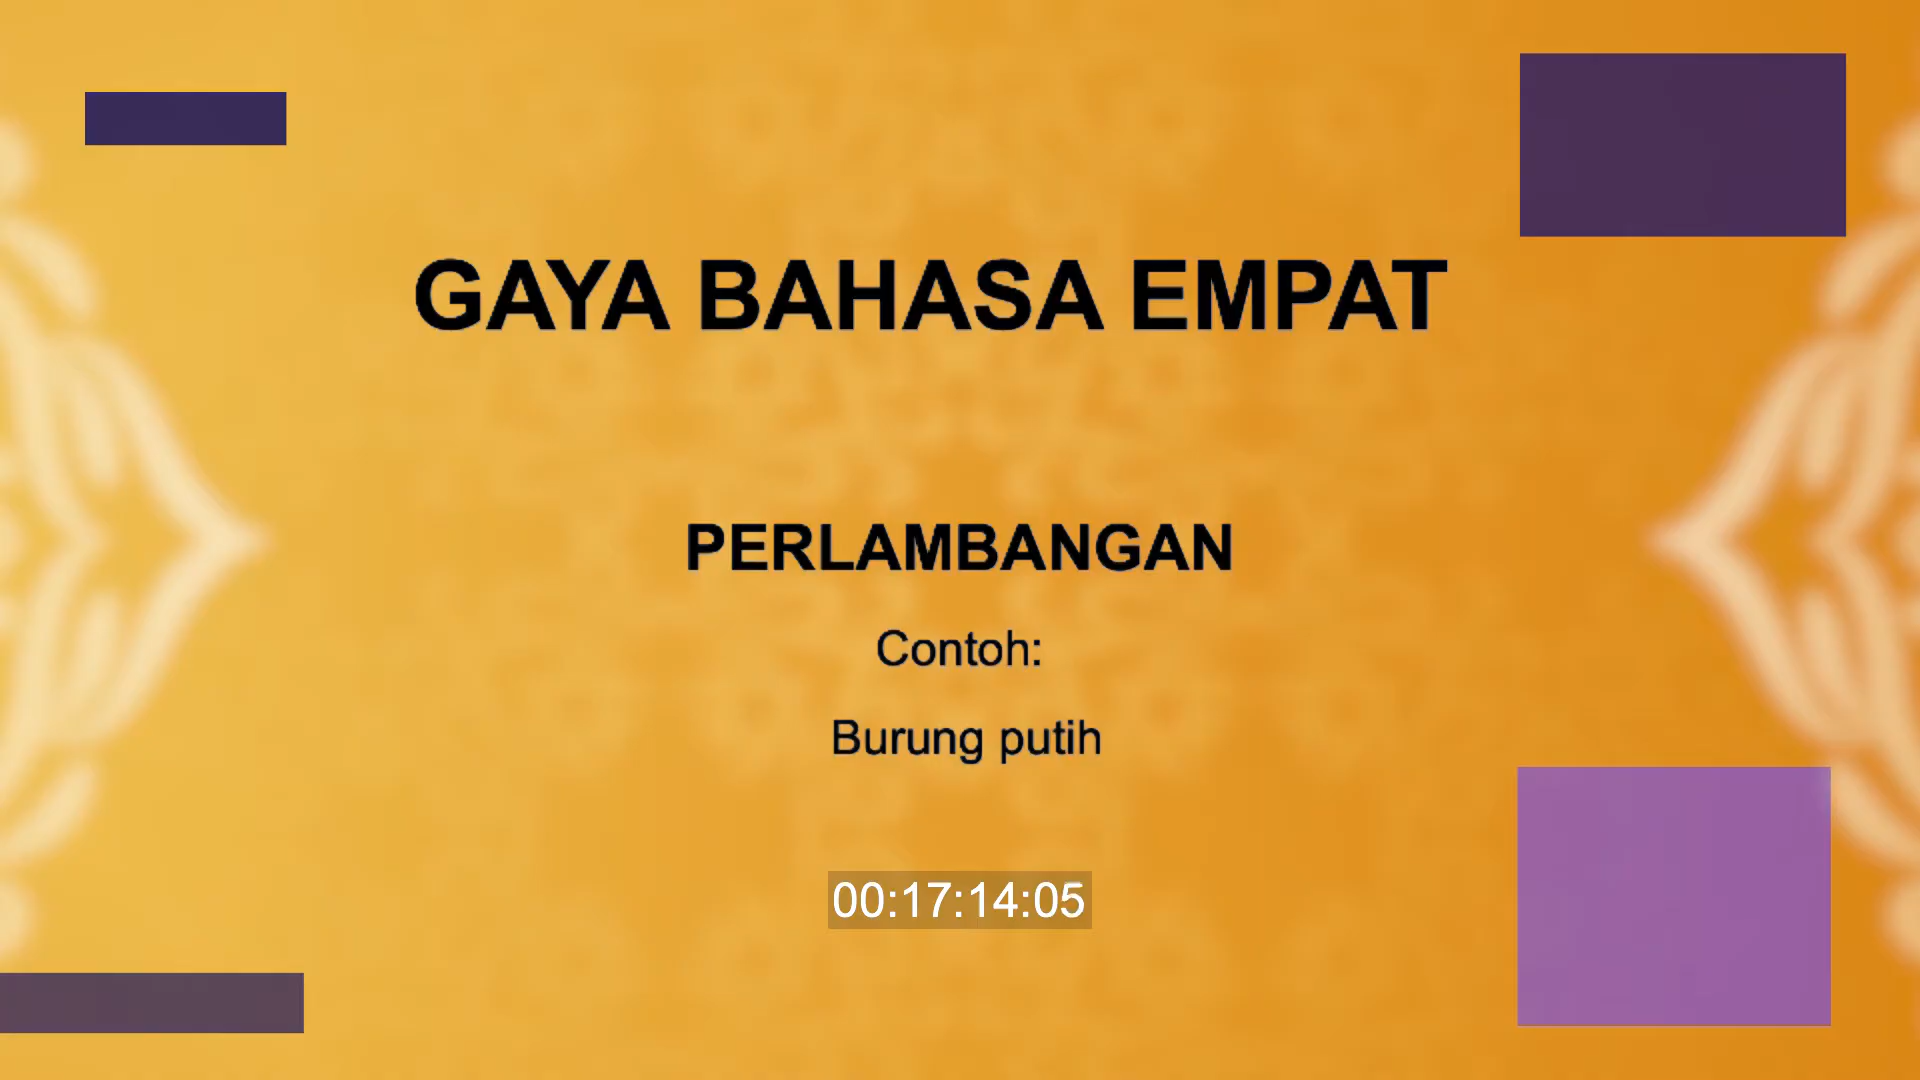 GAYA BAHASA EMPAT
PERLAMBANGAN
Contoh:
Burung putih
00:17:14:05